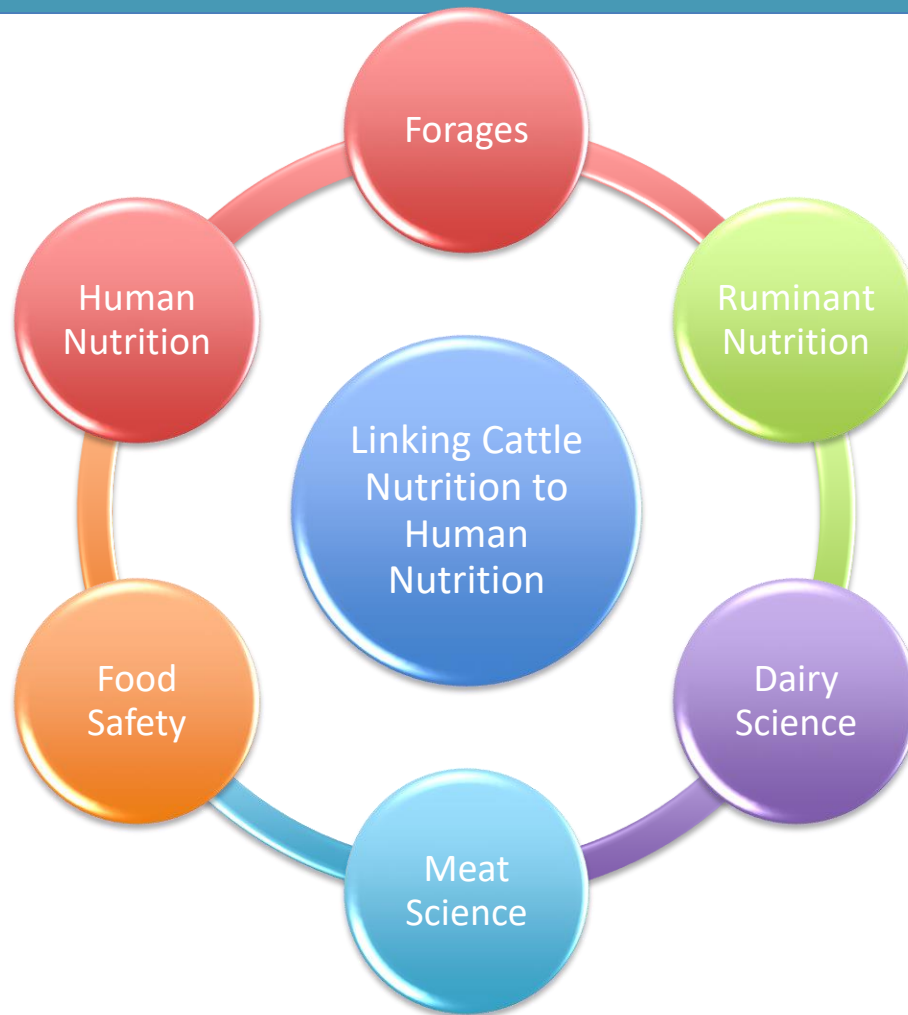 Forages
Ruminant
Nutrition
Dairy
Science
Meat
Science
Food
Safety
Human
Nutrition
Linking Cattle
Nutrition to
Human
Nutrition